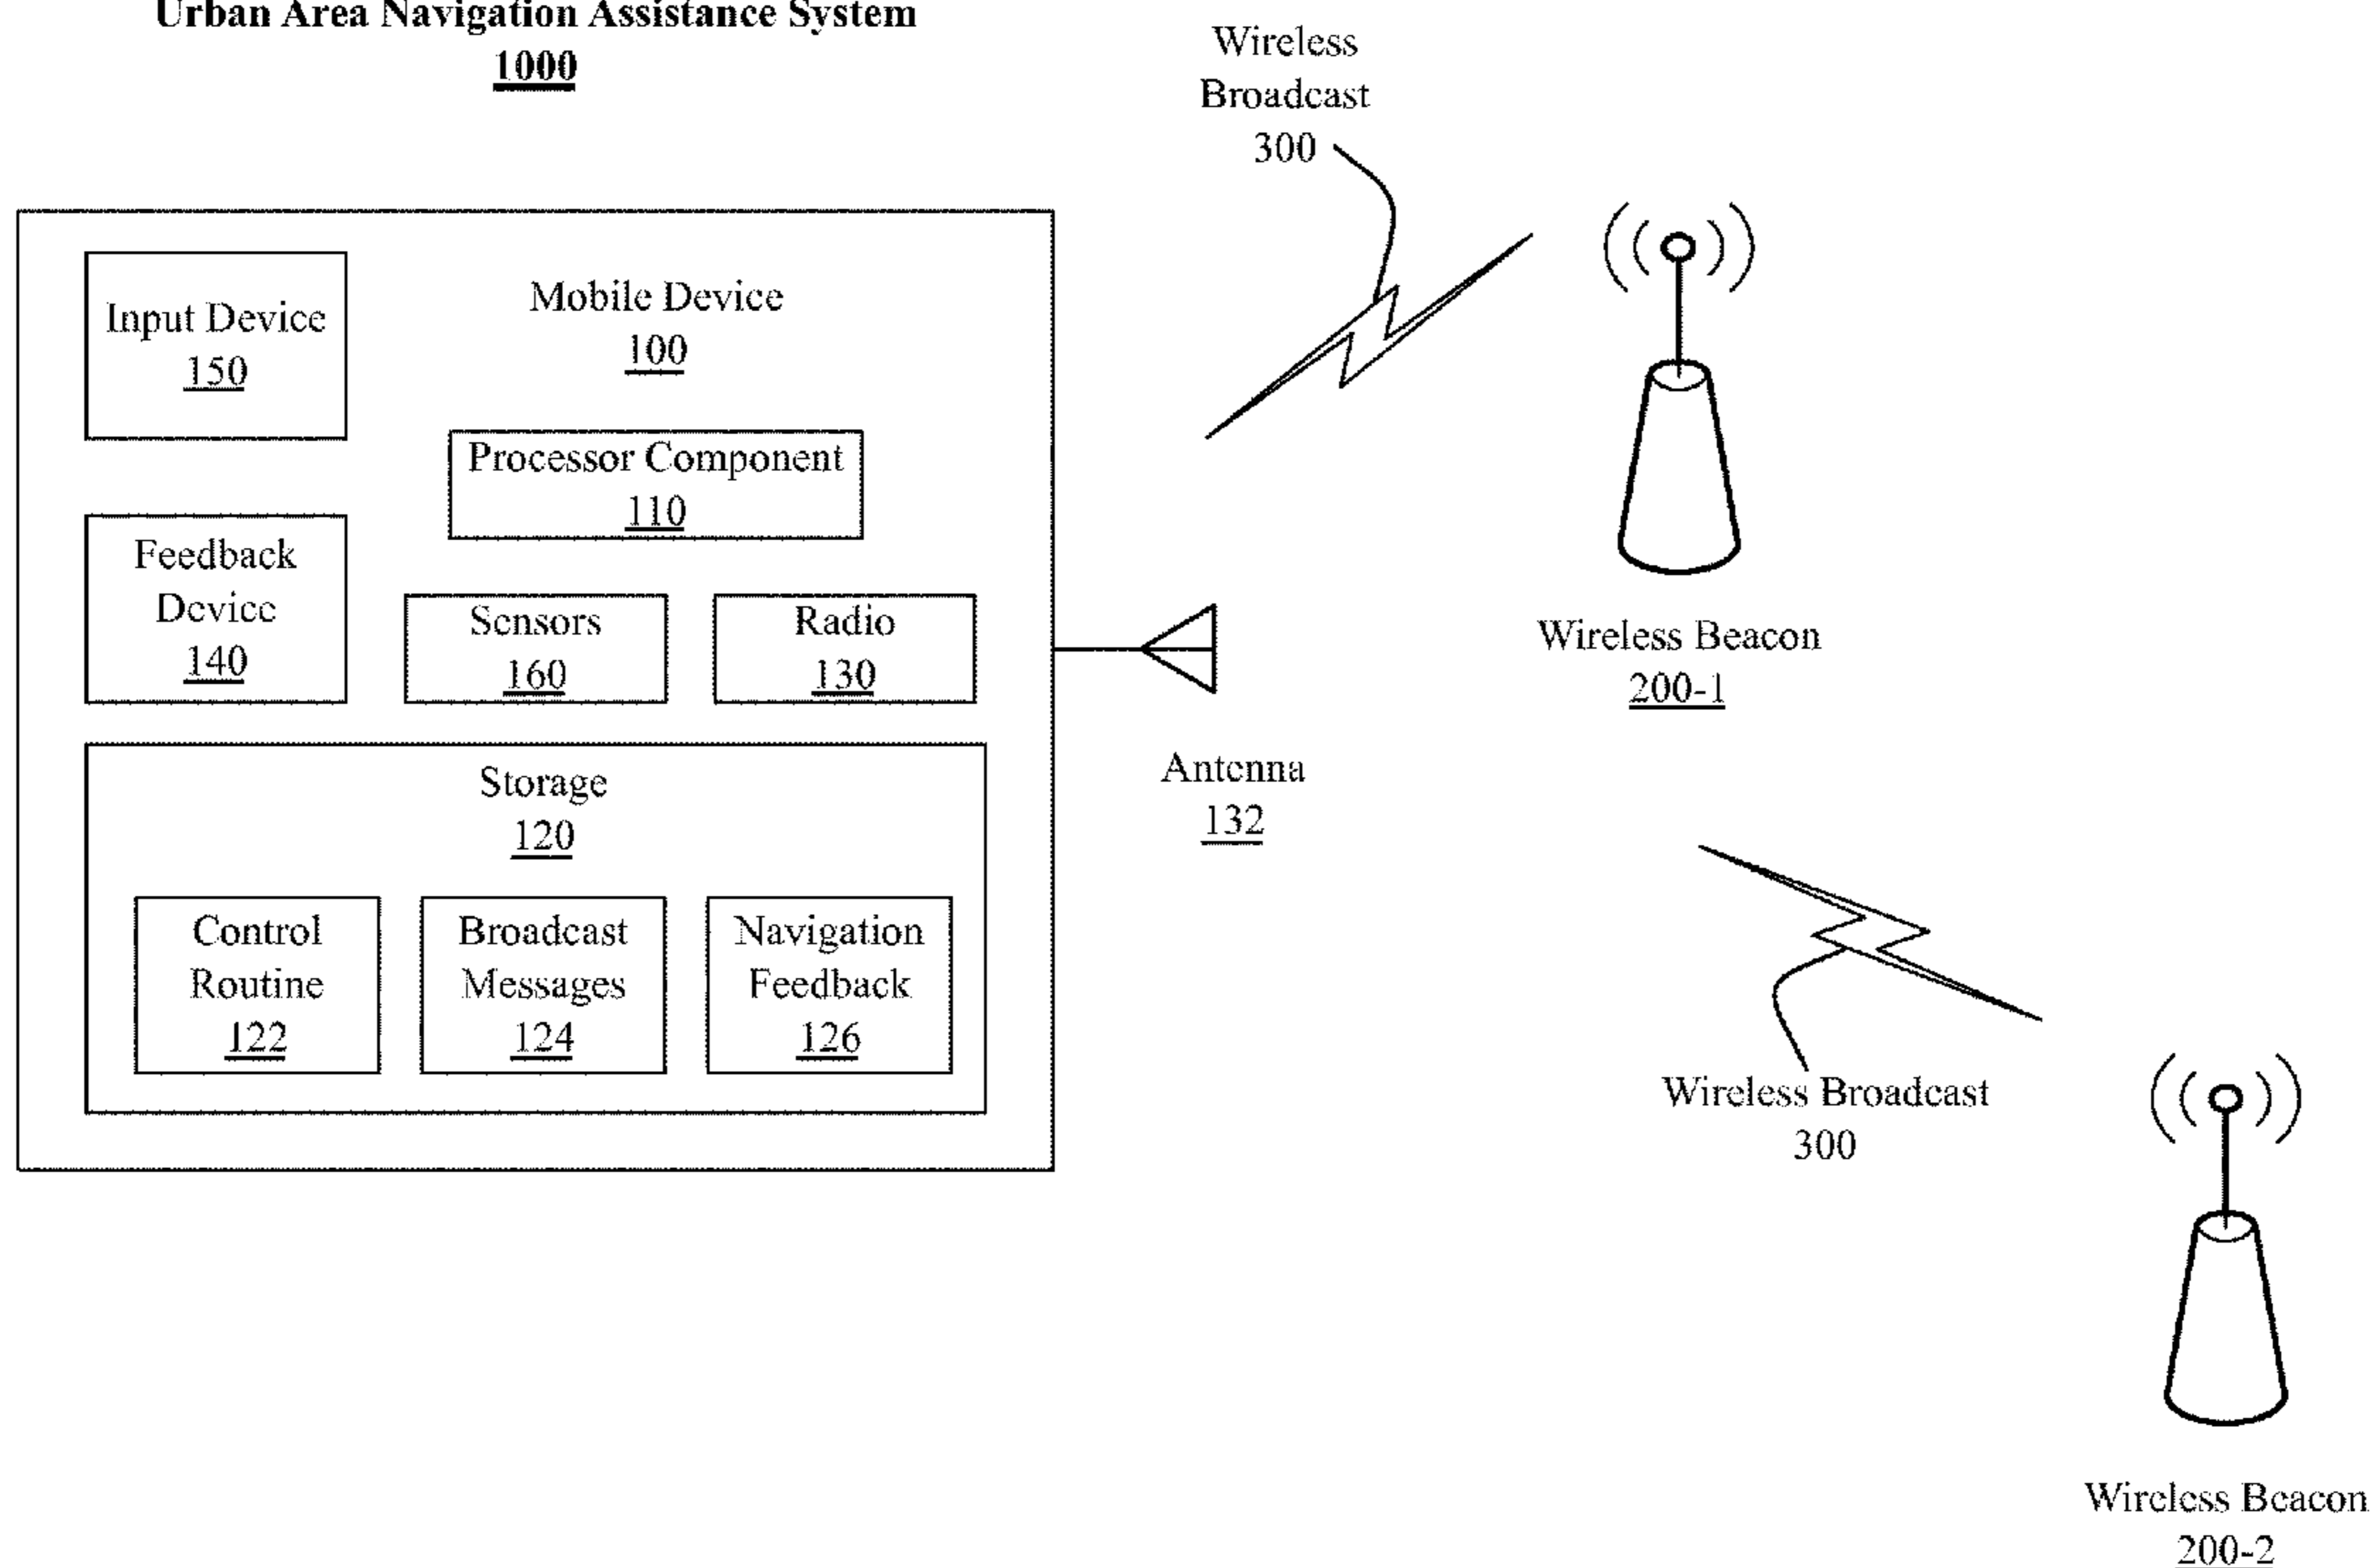 Urban Area Navigation Assistance System
1000
Wireless
Broadcast
300
Input Device
150
Mobile Device
100
Processor Component
110
Feedback
Device
140
Sensors
160
Radio
130
Wireless Beacon
200-1
Antenna
132
Storage
120
Control
Routine
122
Broadcast
Messages
124
Navigation
Feedback
126
Wireless Broadcast
300
Wireless Beacon
200-2